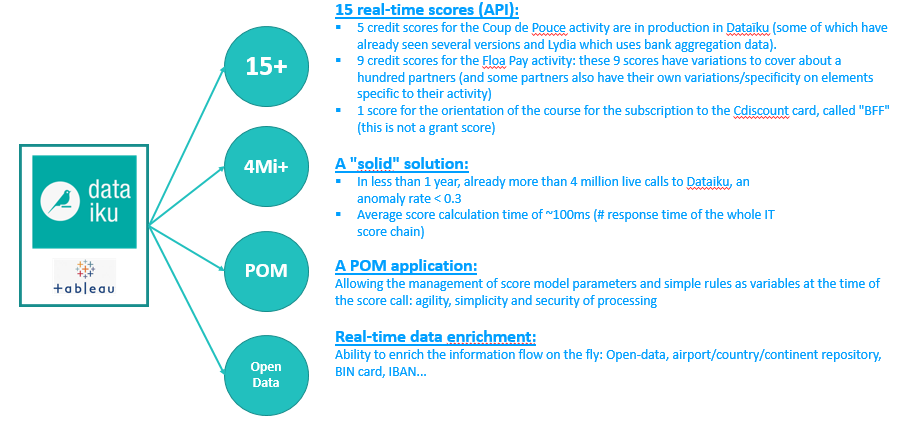 data
iku
+ableau
15+
4Mi+
POM
Open
Data
15 real-time scores (API):
▪ 5 credit scores for the Coup de Pouce activity are in production in Dataïku (some of which have
already seen several versions and Lydia which uses bank aggregation data).
▪ 9 credit scores for the Floa Pay activity: these 9 scores have variations to cover about a
hundred partners (and some partners also have their own variations/specificity on elements
specific to their activity)
▪ 1 score for the orientation of the course for the subscription to the Cdiscount card, called "BFF"
(this is not a grant score)
A "solid" solution:
▪ In less than 1 year, already more than 4 million live calls to Dataiku, an
anomaly rate < 0.3
▪ Average score calculation time of ~100ms (# response time of the whole IT
score chain)
A POM application:
Allowing the management of score model parameters and simple rules as variables at the time of
the score call: agility, simplicity and security of processing
Real-time data enrichment:
Ability to enrich the information flow on the fly: Open-data, airport/country/continent repository,
BIN card, IBAN...